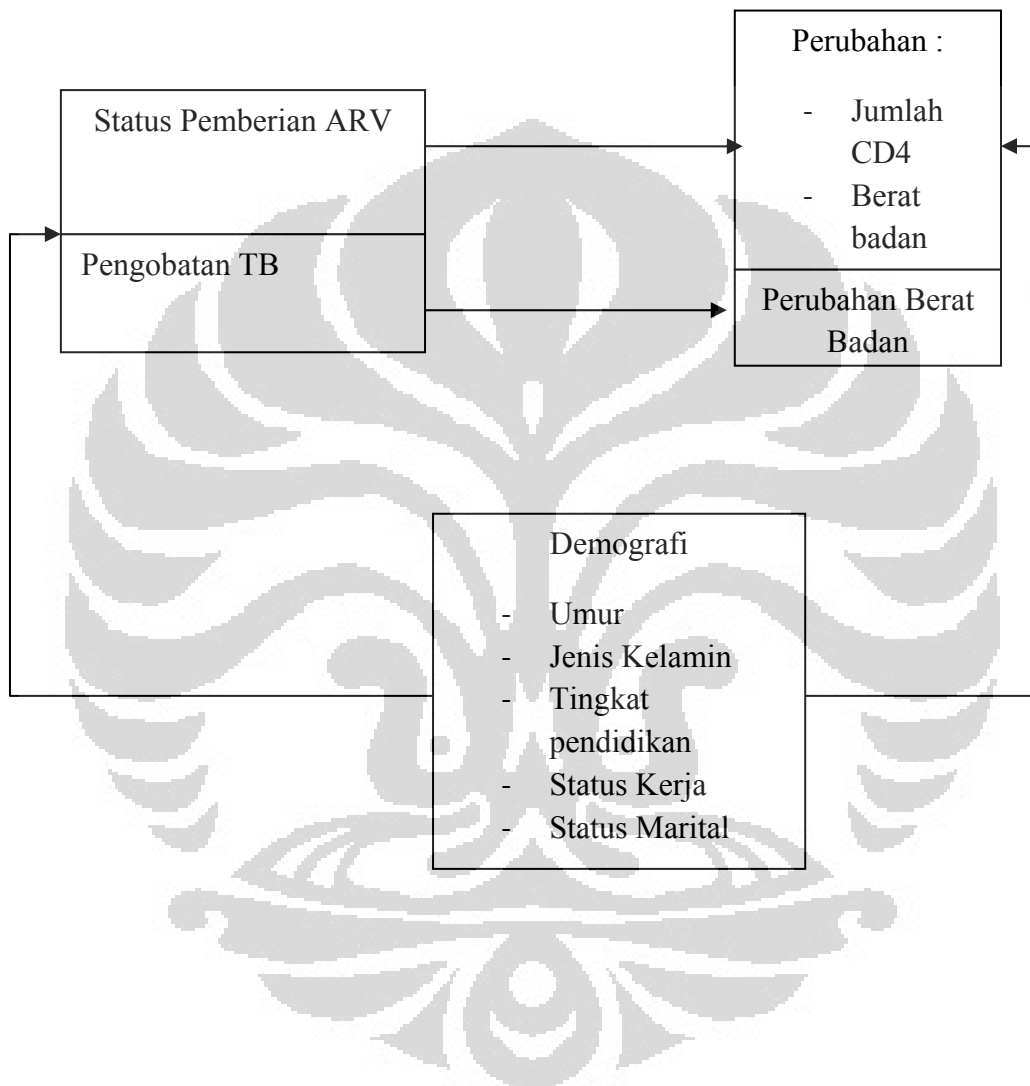 Status Pemberian ARV
Pengobatan TB
Perubahan :
- Jumlah
CD4
- Berat
badan
Perubahan Berat
Badan
Demografi
- Umur
- Jenis Kelamin
- Tingkat
pendidikan
- Status Kerja
- Status Marital